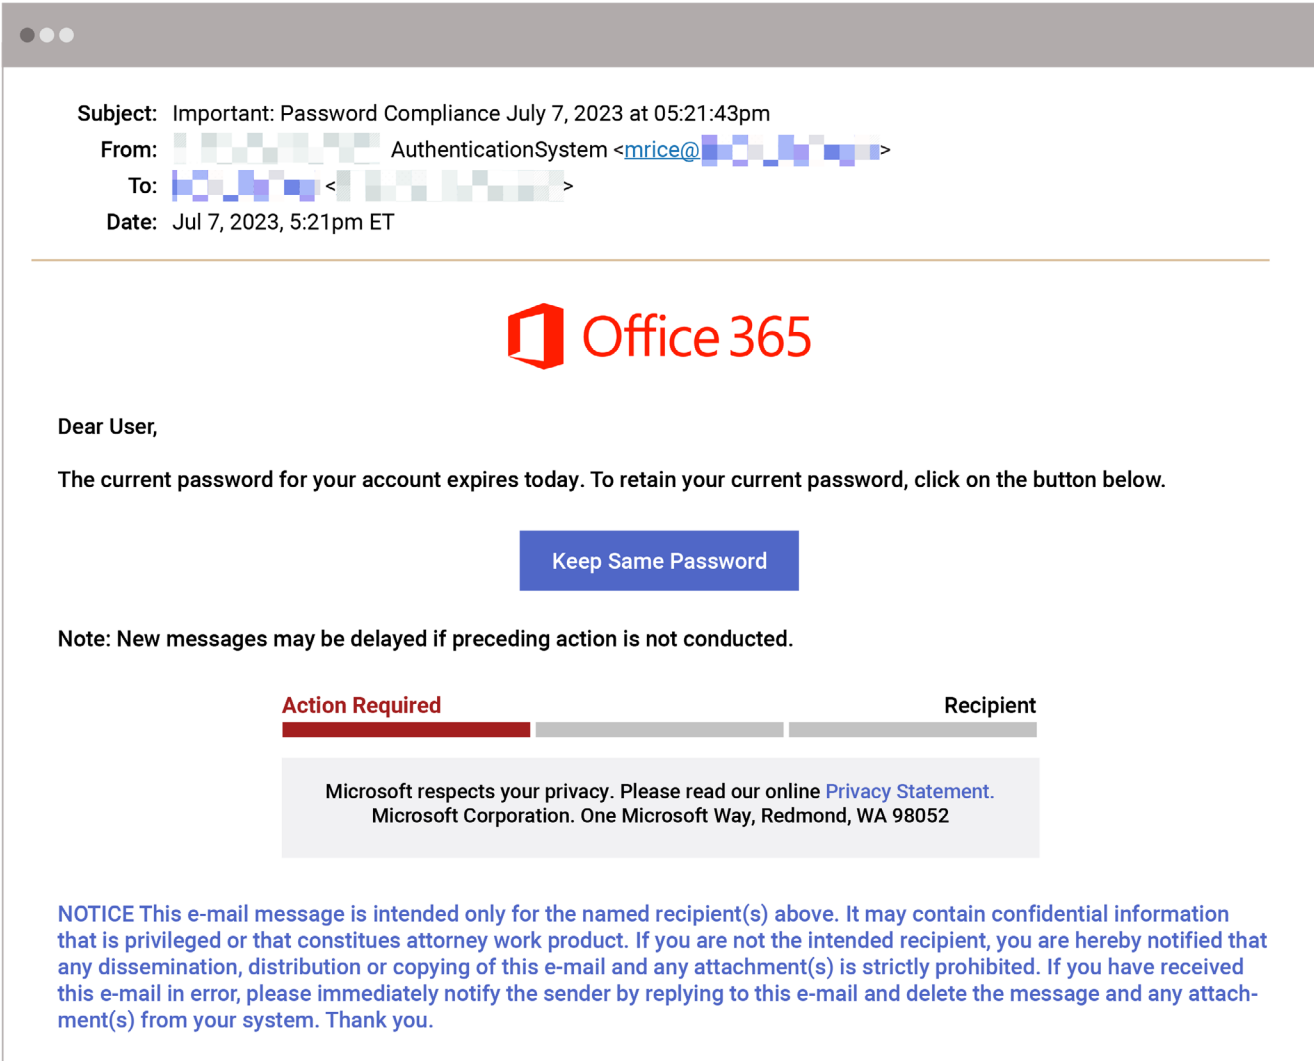 Subject: Important: Password Compliance July 7, 2023 at 05:21:43pm
From: AuthenticationSystem <mrice@>
To: < >
Date: Jul 7, 2023, 5:21pm ET
Office 365
Dear User,
The current password for your account expires today. To retain your current password, click on the button below.
Keep Same Password
Note: New messages may be delayed if preceding action is not conducted.
Action Required Recipient
Microsoft respects your privacy. Please read our online Privacy Statement.
Microsoft Corporation. One Microsoft Way, Redmond, WA 98052
NOTICE This e-mail message is intended only for the named recipient(s) above. It may contain confidential information
that is privileged or that constitues attorney work product. If you are not the intended recipient, you are hereby notified that
any dissemination, distribution or copying of this e-mail and any attachment(s) is strictly prohibited. If you have received
this e-mail in error, please immediately notify the sender by replying to this e-mail and delete the message and any attach-
ment(s) from your system. Thank you.